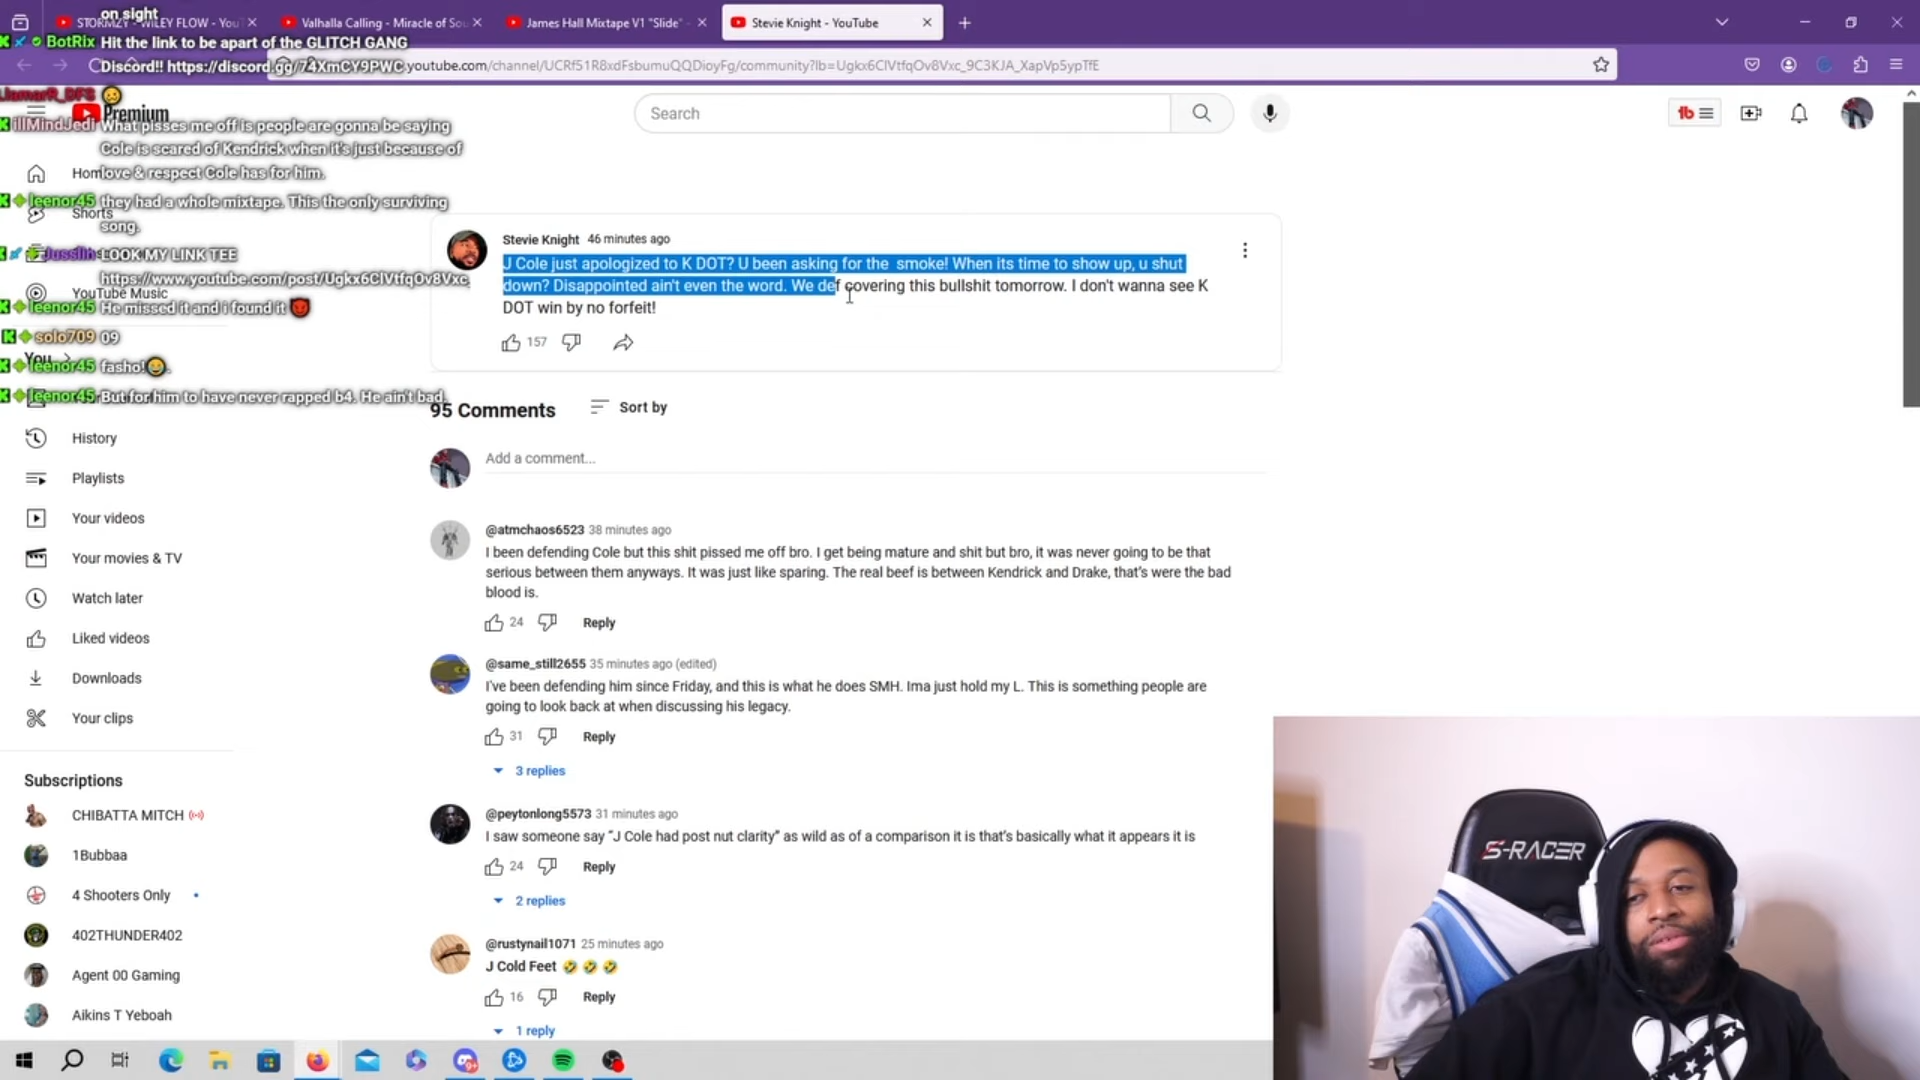 on sight
STORMZY - WILEY FLOW - YouT
Valhalla Calling - Miracle of Sou
James Hall Mixtape V1 "Slide" -
Stevie Knight - YouTube
BotRix Hit the link to be apart of the GLITCH GANG
Discord!! https://discord.gg/74XmCY9PWC
youtube.com/channel/UCRf51R8xdFsbumuQQDioyFg/community?lb=Ugkx6ClVtfqOv8Vxc_9C3KJA_XapVp5ypTfE
LlamarR_DFS
Premium
Search
illMindJedi What pisses me off is people are gonna be saying
Cole is scared of Kendrick when it's just because of
love & respect Cole has for him.
Home
leenor45 they had a whole mixtape. This the only surviving
song.
Shorts
LOOK MY LINK TEE
https://www.youtube.com/post/Ugkx6ClVtfqOv8Vxc
YouTube Music
leenor45 He missed it and i found it
solo709 09
You
leenor45 fasho!
leenor45 But for him to have never rapped b4. He ain't bad.
Stevie Knight 46 minutes ago
J Cole just apologized to K DOT? U been asking for the smoke! When its time to show up, u shut
down? Disappointed ain't even the word. We def covering this bullshit tomorrow. I don't wanna see K
DOT win by no forfeit!
157
95 Comments
Sort by
Add a comment...
History
Playlists
Your videos
Your movies & TV
Watch later
Liked videos
Downloads
Your clips
Subscriptions
CHIBATTA MITCH
1Bubbaa
4 Shooters Only
402THUNDER402
Agent 00 Gaming
Aikins T Yeboah
@atmchaos6523 38 minutes ago
I been defending Cole but this shit pissed me off bro. I get being mature and shit but bro, it was never going to be that
serious between them anyways. It was just like sparing. The real beef is between Kendrick and Drake, that's were the bad
blood is.
24
Reply
@same_still2655 35 minutes ago (edited)
I've been defending him since Friday, and this is what he does SMH. Ima just hold my L. This is something people are
going to look back at when discussing his legacy.
31
Reply
3 replies
@peytonlong5573 31 minutes ago
I saw someone say “J Cole had post nut clarity” as wild as of a comparison it is that's basically what it appears it is
24
Reply
2 replies
@rustynail1071 25 minutes ago
J Cold Feet 🤣 🤣 🤣
16
Reply
1 reply
S-RACER